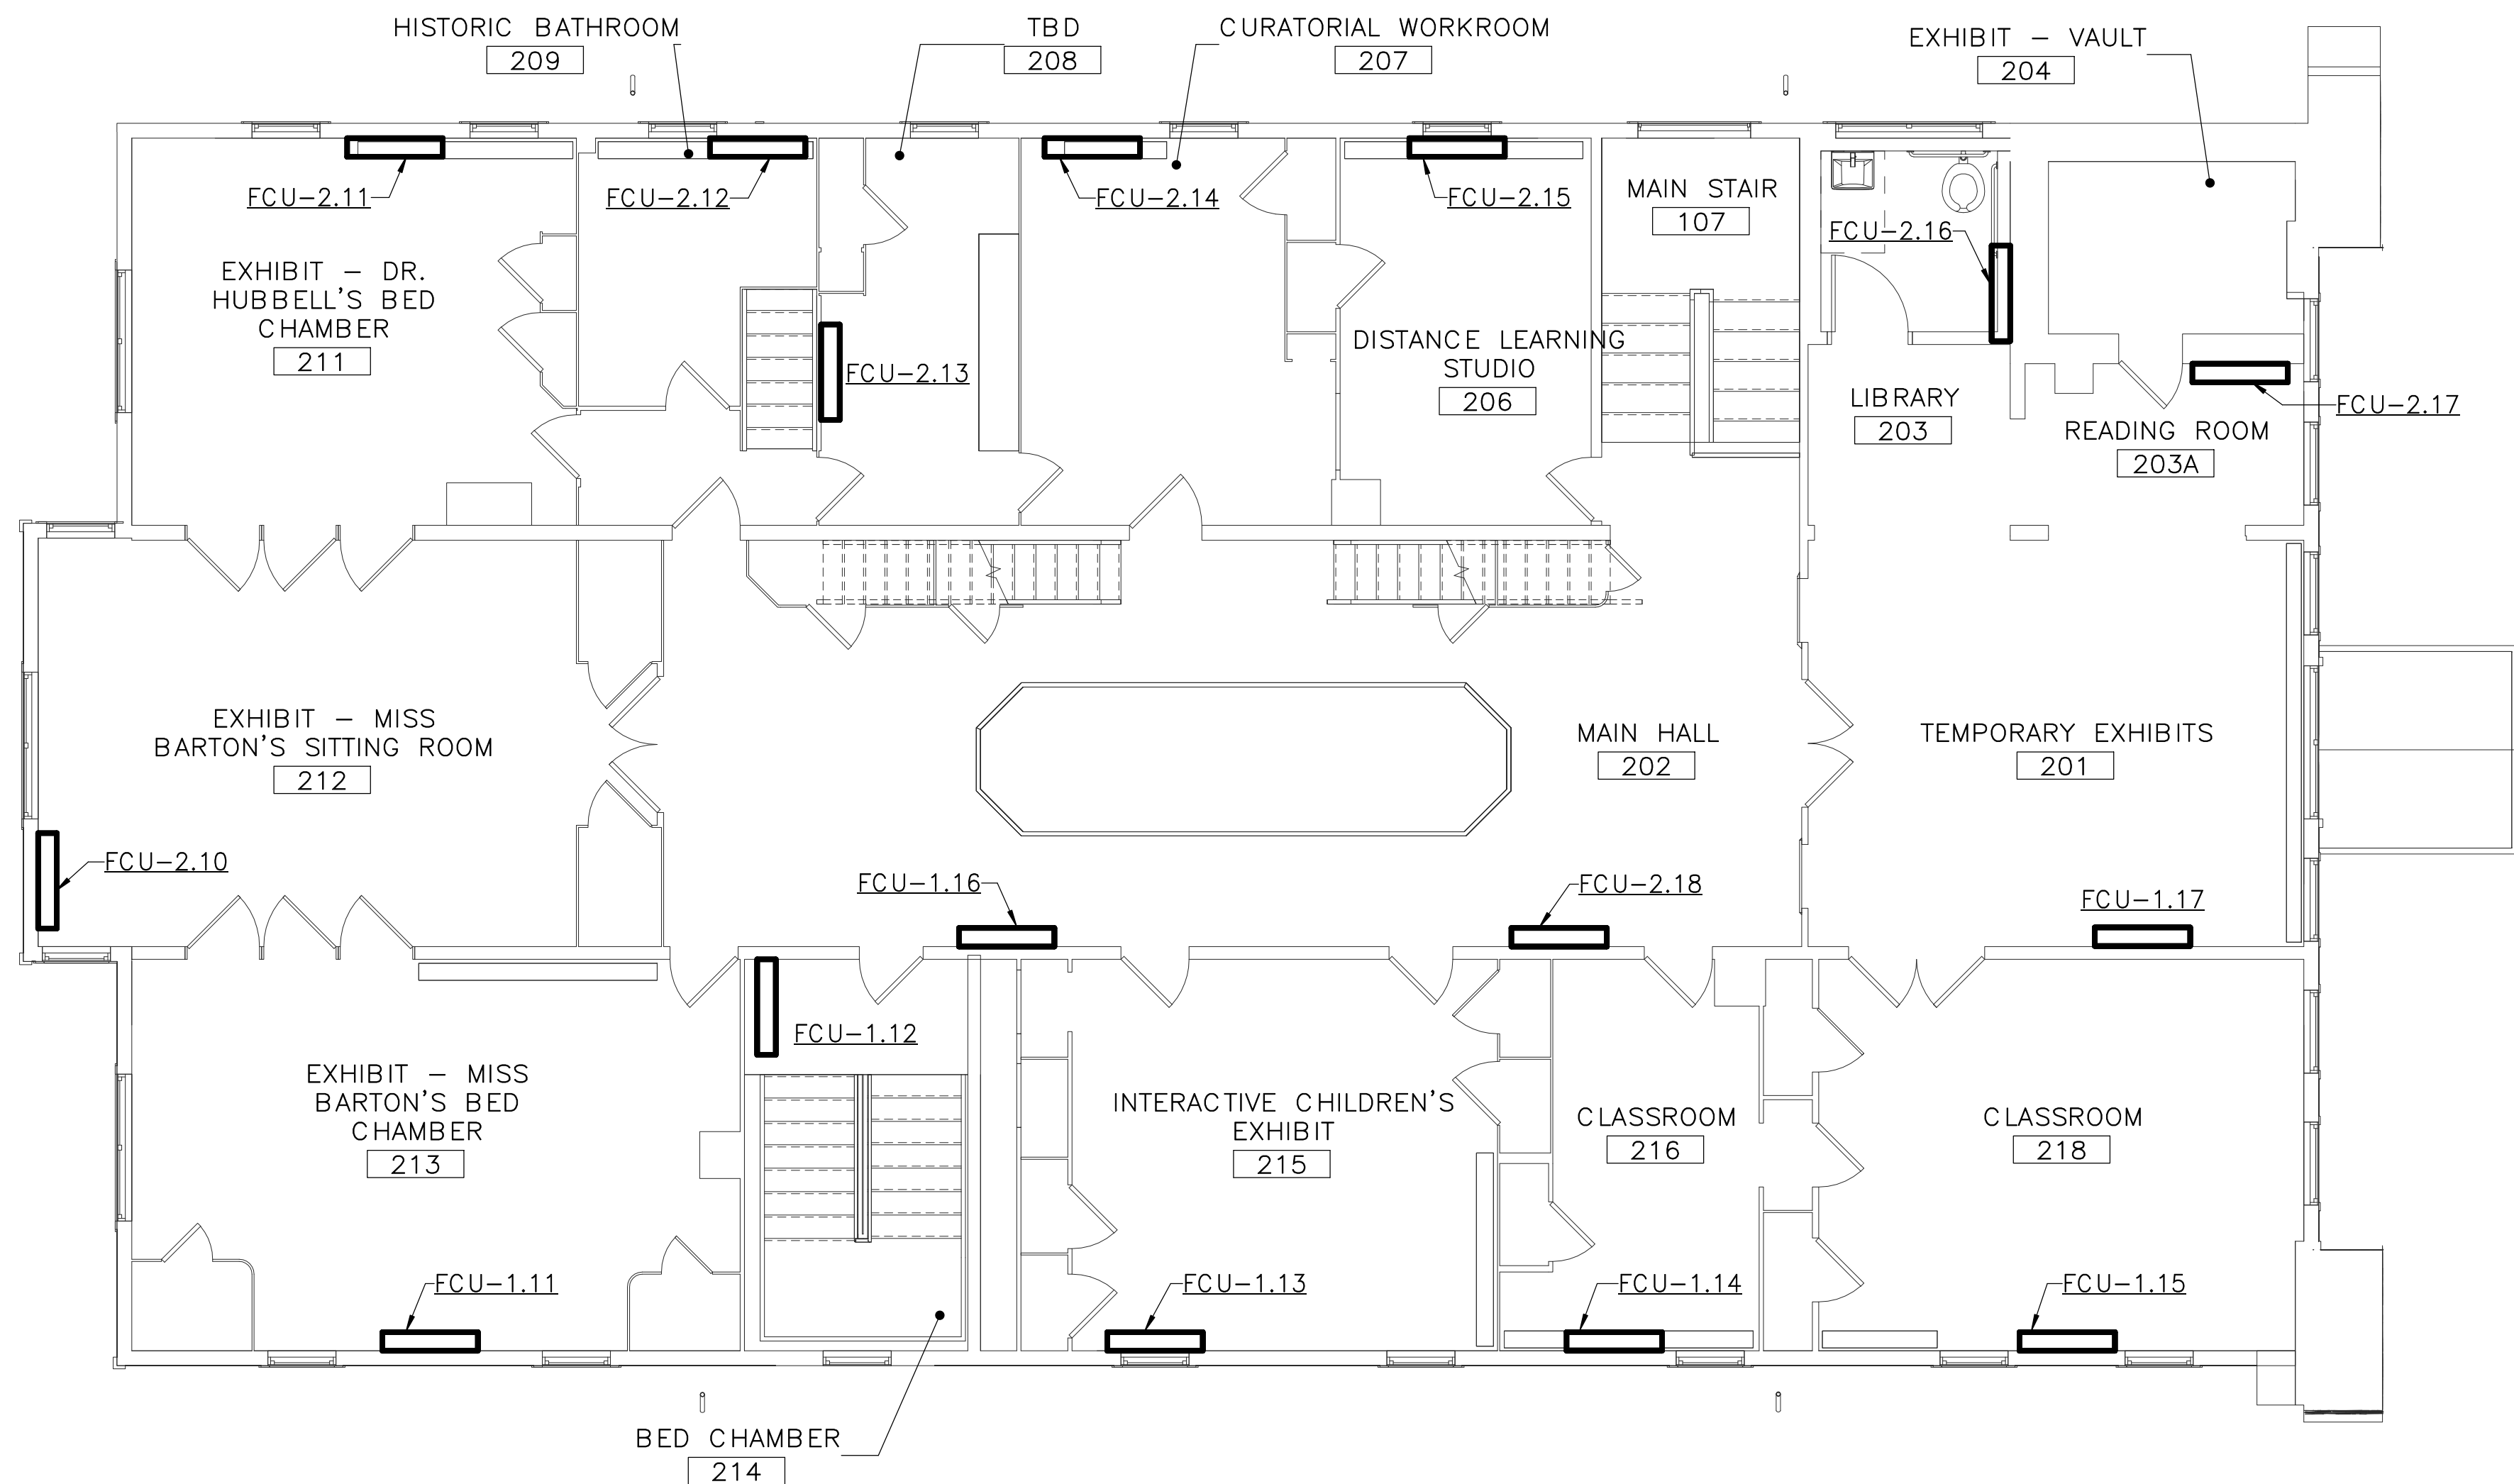 HISTORIC BATHROOM
209
TBD
208
CURATORIAL WORKROOM
207
EXHIBIT - VAULT
204
FCU-2.11
FCU-2.12
FCU-2.14
FCU-2.15
MAIN STAIR
107
FCU-2.16
EXHIBIT - DR.
HUBBELL'S BED
CHAMBER
211
FCU-2.13
DISTANCE LEARNING
STUDIO
206
LIBRARY
203
FCU-2.17
READING ROOM
203A
EXHIBIT - MISS
BARTON'S SITTING ROOM
212
MAIN HALL
202
TEMPORARY EXHIBITS
201
FCU-2.10
FCU-1.16
FCU-2.18
FCU-1.17
FCU-1.12
EXHIBIT - MISS
BARTON'S BED
CHAMBER
213
INTERACTIVE CHILDREN'S
EXHIBIT
215
CLASSROOM
216
CLASSROOM
218
FCU-1.11
FCU-1.13
FCU-1.14
FCU-1.15
BED CHAMBER
214